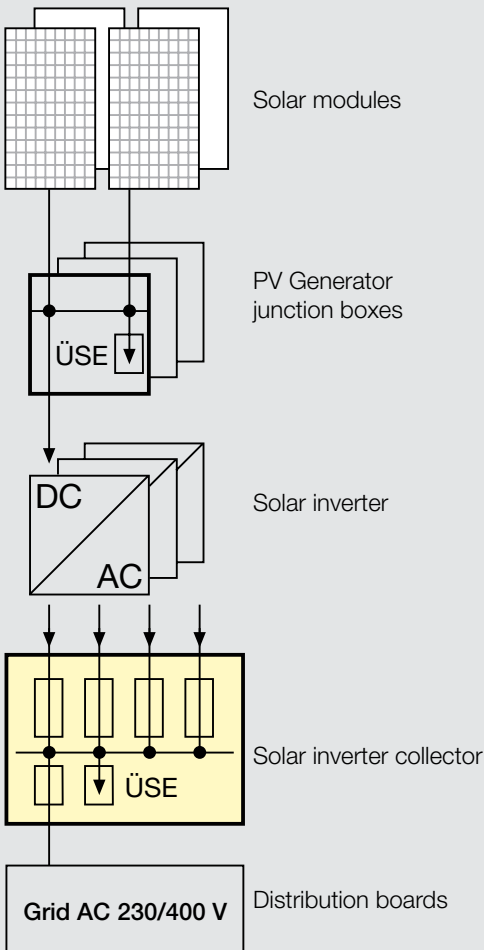 Solar modules
PV Generator
junction boxes
ÜSE
DC
AC
Solar inverter
Solar inverter collector
ÜSE
Grid AC 230/400 V
Distribution boards